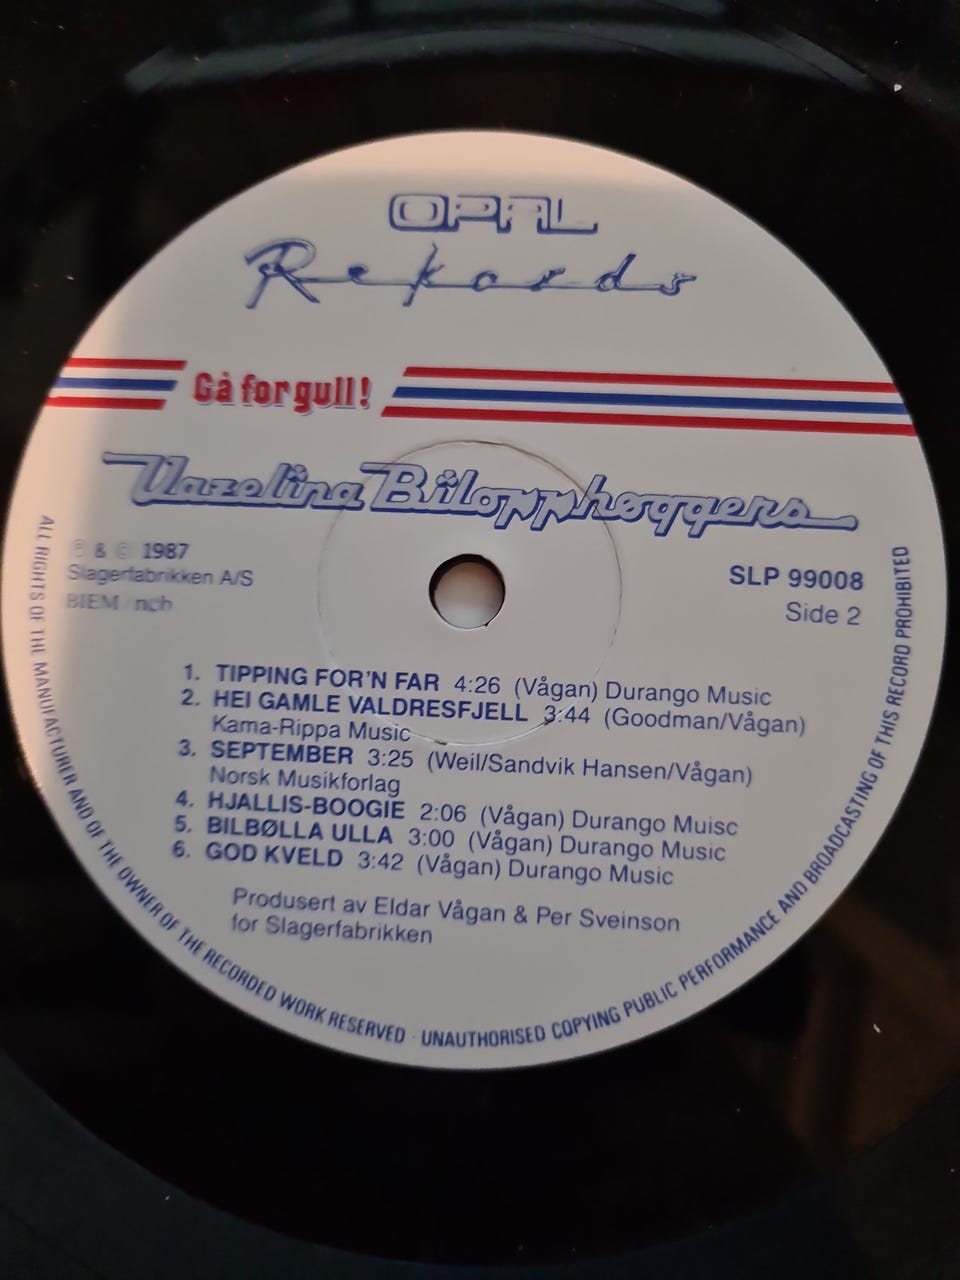 OPAL
Rekords
Gå for gull!
Vazelina Bilopphøggers
℗ & © 1987
Slagerfabrikken A/S
BIEM/ncb
SLP 99008
Side 2
1. TIPPING FOR'N FAR 4:26 (Vågan) Durango Music
2. HEI GAMLE VALDRESFJELL 3:44 (Goodman/Vågan)
Kama-Rippa Music
3. SEPTEMBER 3:25 (Weil/Sandvik Hansen/Vågan)
Norsk Musikforlag
4. HJALLIS-BOOGIE 2:06 (Vågan) Durango Muisc
5. BILBØLLA ULLA 3:00 (Vågan) Durango Music
6. GOD KVELD 3:42 (Vågan) Durango Music
Produsert av Eldar Vågan & Per Sveinson
for Slagerfabrikken
ALL RIGHTS OF THE MANUFACTURER AND OF THE OWNER OF THE RECORDED WORK RESERVED · UNAUTHORISED COPYING PUBLIC PERFORMANCE AND BROADCASTING OF THIS RECORD PROHIBITED